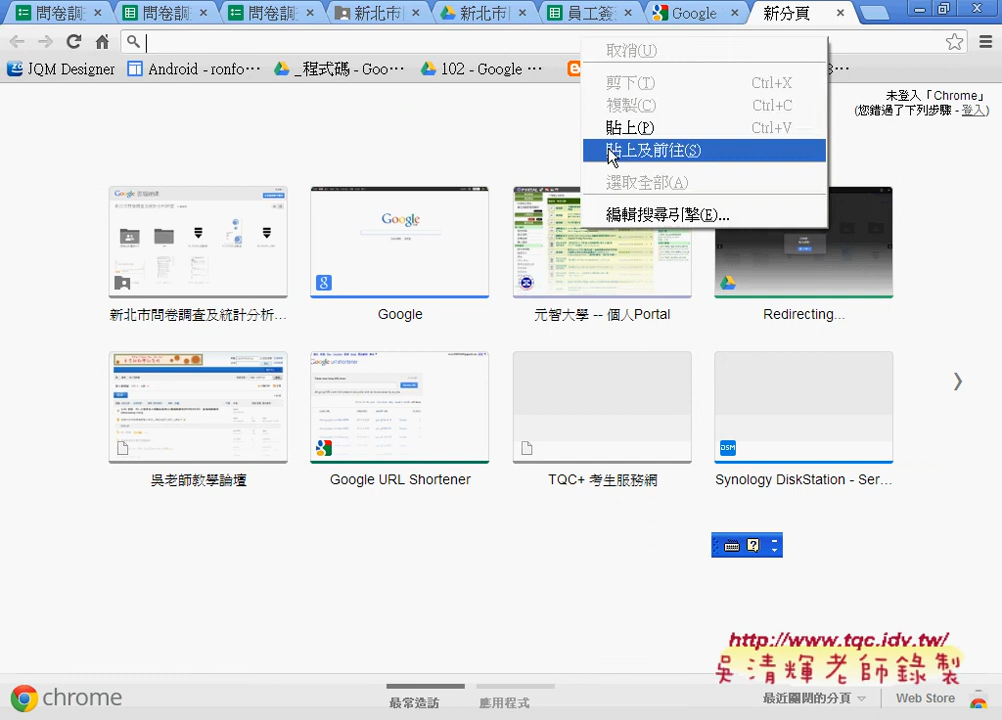 問卷調
問卷調
問卷調
新北市
新北市
員工簽
Google
新分頁
JQM Designer
Android - ronfo…
_程式碼 - Goo…
102 - Google …
取消(U)
剪下(T) Ctrl+X
複製(C) Ctrl+C
貼上(P) Ctrl+V
貼上及前往(S)
選取全部(A)
編輯搜尋引擎(E)...
未登入「Chrome」
(您錯過了下列步驟 - 登入)
新北市問卷調查及統計分析...
Google
元智大學 -- 個人Portal
Redirecting...
吳老師教學論壇
Google URL Shortener
TQC+ 考生服務網
Synology DiskStation - Ser...
http://www.tqc.idv.tw/
吳清輝老師錄製
chrome
最常造訪
應用程式
最近關閉的分頁
Web Store